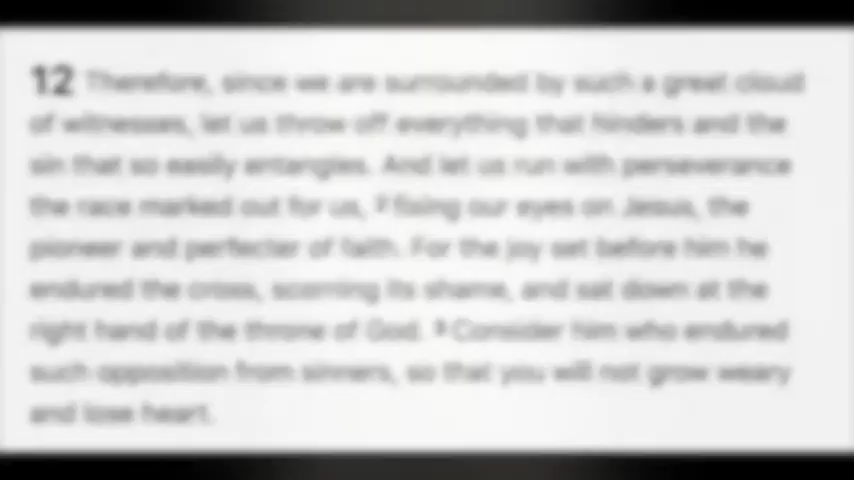 12 Therefore, since we are surrounded by such a great cloud
of witnesses, let us throw off everything that hinders and the
sin that so easily entangles. And let us run with perseverance
the race marked out for us, 2 fixing our eyes on Jesus, the
pioneer and perfecter of faith. For the joy set before him he
endured the cross, scorning its shame, and sat down at the
right hand of the throne of God. 3 Consider him who endured
such opposition from sinners, so that you will not grow weary
and lose heart.